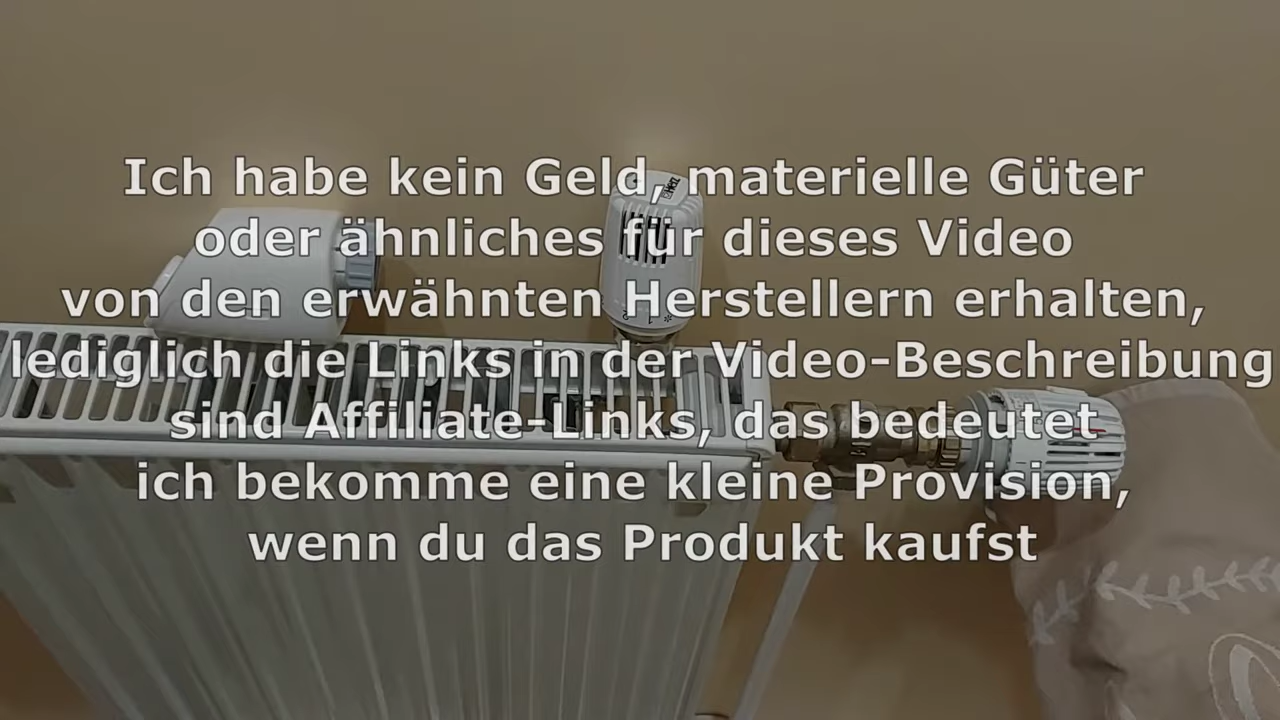 Ich habe kein Geld, materielle Güter
oder ähnliches für dieses Video
von den erwähnten Herstellern erhalten,
lediglich die Links in der Video-Beschreibung
sind Affiliate-Links, das bedeutet
ich bekomme eine kleine Provision,
wenn du das Produkt kaufst